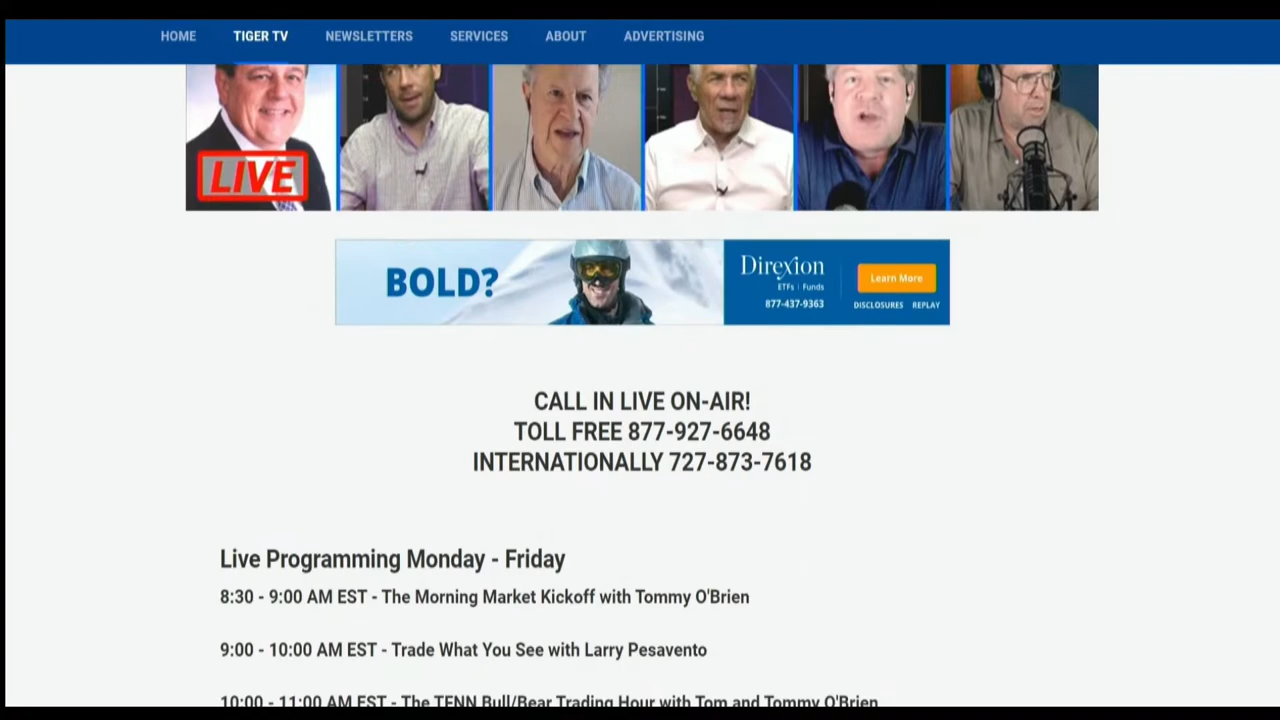 HOME TIGER TV NEWSLETTERS SERVICES ABOUT ADVERTISING
LIVE
BOLD?
Direxion
ETFs | Funds
877-437-9363
Learn More
DISCLOSURES REPLAY
CALL IN LIVE ON-AIR!
TOLL FREE 877-927-6648
INTERNATIONALLY 727-873-7618
Live Programming Monday - Friday
8:30 - 9:00 AM EST - The Morning Market Kickoff with Tommy O'Brien
9:00 - 10:00 AM EST - Trade What You See with Larry Pesavento
10:00 - 11:00 AM EST - The TFNN Bull/Bear Trading Hour with Tom and Tommy O'Brien